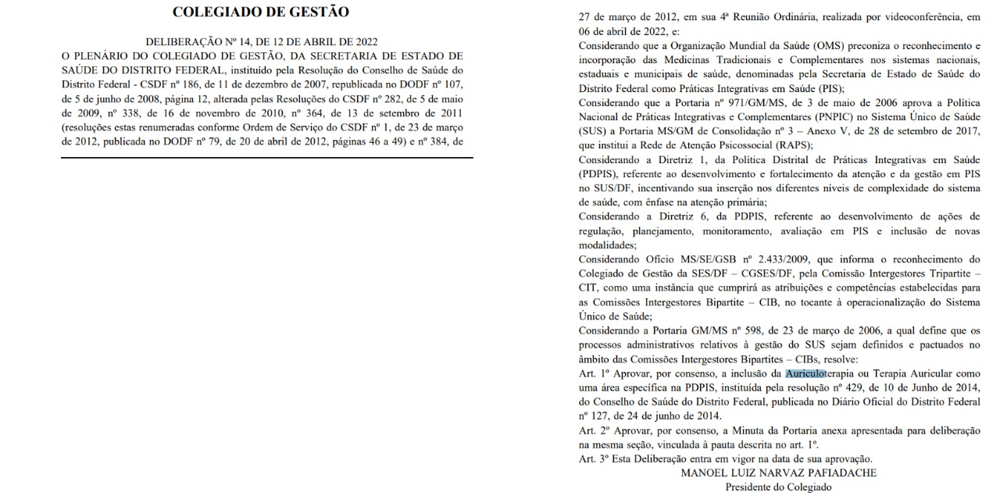 COLEGIADO DE GESTÃO
DELIBERAÇÃO Nº 14, DE 12 DE ABRIL DE 2022
O PLENÁRIO DO COLEGIADO DE GESTÃO, DA SECRETARIA DE ESTADO DE
SAÚDE DO DISTRITO FEDERAL, instituído pela Resolução do Conselho de Saúde do
Distrito Federal - CSDF nº 186, de 11 de dezembro de 2007, republicada no DODF nº 107,
de 5 de junho de 2008, página 12, alterada pelas Resoluções do CSDF nº 282, de 5 de maio
de 2009, nº 338, de 16 de novembro de 2010, nº 364, de 13 de setembro de 2011
(resoluções estas renumeradas conforme Ordem de Serviço do CSDF nº 1, de 23 de março
de 2012, publicada no DODF nº 79, de 20 de abril de 2012, páginas 46 a 49) e nº 384, de
27 de março de 2012, em sua 4ª Reunião Ordinária, realizada por videoconferência, em
06 de abril de 2022, e:
Considerando que a Organização Mundial da Saúde (OMS) preconiza o reconhecimento e
incorporação das Medicinas Tradicionais e Complementares nos sistemas nacionais,
estaduais e municipais de saúde, denominadas pela Secretaria de Estado de Saúde do
Distrito Federal como Práticas Integrativas em Saúde (PIS);
Considerando que a Portaria nº 971/GM/MS, de 3 de maio de 2006 aprova a Política
Nacional de Práticas Integrativas e Complementares (PNPIC) no Sistema Único de Saúde
(SUS) a Portaria MS/GM de Consolidação nº 3 – Anexo V, de 28 de setembro de 2017,
que institui a Rede de Atenção Psicossocial (RAPS);
Considerando a Diretriz 1, da Política Distrital de Práticas Integrativas em Saúde
(PDPIS), referente ao desenvolvimento e fortalecimento da atenção e da gestão em PIS
no SUS/DF, incentivando sua inserção nos diferentes níveis de complexidade do sistema
de saúde, com ênfase na atenção primária;
Considerando a Diretriz 6, da PDPIS, referente ao desenvolvimento de ações de
regulação, planejamento, monitoramento, avaliação em PIS e inclusão de novas
modalidades;
Considerando Ofício MS/SE/GSB nº 2.433/2009, que informa o reconhecimento do
Colegiado de Gestão da SES/DF – CGSES/DF, pela Comissão Intergestores Tripartite –
CIT, como uma instância que cumprirá as atribuições e competências estabelecidas para
as Comissões Intergestores Bipartite – CIB, no tocante à operacionalização do Sistema
Único de Saúde;
Considerando a Portaria GM/MS nº 598, de 23 de março de 2006, a qual define que os
processos administrativos relativos à gestão do SUS sejam definidos e pactuados no
âmbito das Comissões Intergestores Bipartites – CIBs, resolve:
Art. 1º Aprovar, por consenso, a inclusão da Auriculoterapia ou Terapia Auricular como
uma área específica na PDPIS, instituída pela resolução nº 429, de 10 de Junho de 2014,
do Conselho de Saúde do Distrito Federal, publicada no Diário Oficial do Distrito Federal
nº 127, de 24 de junho de 2014.
Art. 2º Aprovar, por consenso, a Minuta da Portaria anexa apresentada para deliberação
na mesma seção, vinculada à pauta descrita no art. 1º.
Art. 3º Esta Deliberação entra em vigor na data de sua aprovação.
MANOEL LUIZ NARVAZ PAFIADACHE
Presidente do Colegiado